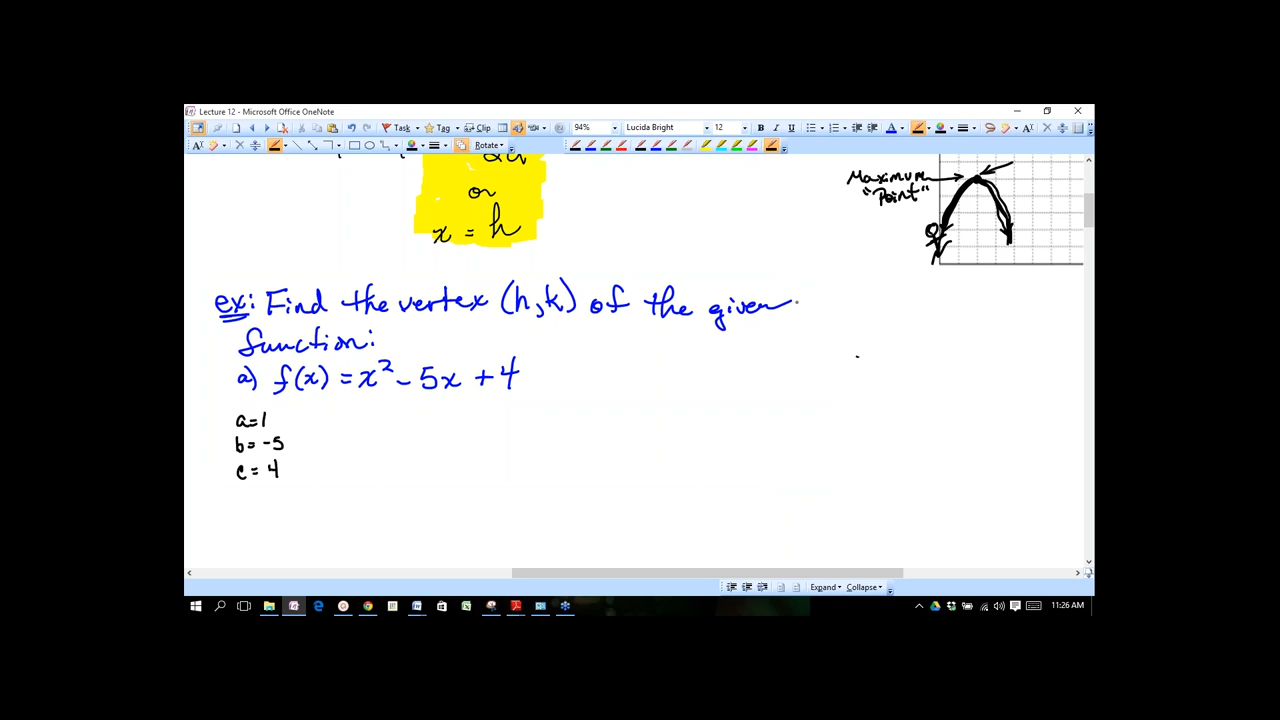 Lecture 12 - Microsoft Office OneNote
Task Tag Clip 94% Lucida Bright 12 B I U
Rotate
2a
or
x = h
Maximum
"Point"
ex: Find the vertex (h,k) of the given
function:
a) f(x) = x² - 5x + 4
a=1
b = -5
c = 4
Expand Collapse
11:26 AM